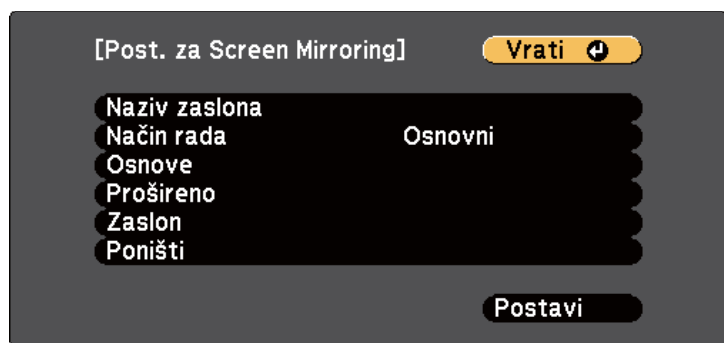 [Post. za Screen Mirroring] Vrati
Naziv zaslona
Način rada Osnovni
Osnove
Prošireno
Zaslon
Poništi
Postavi